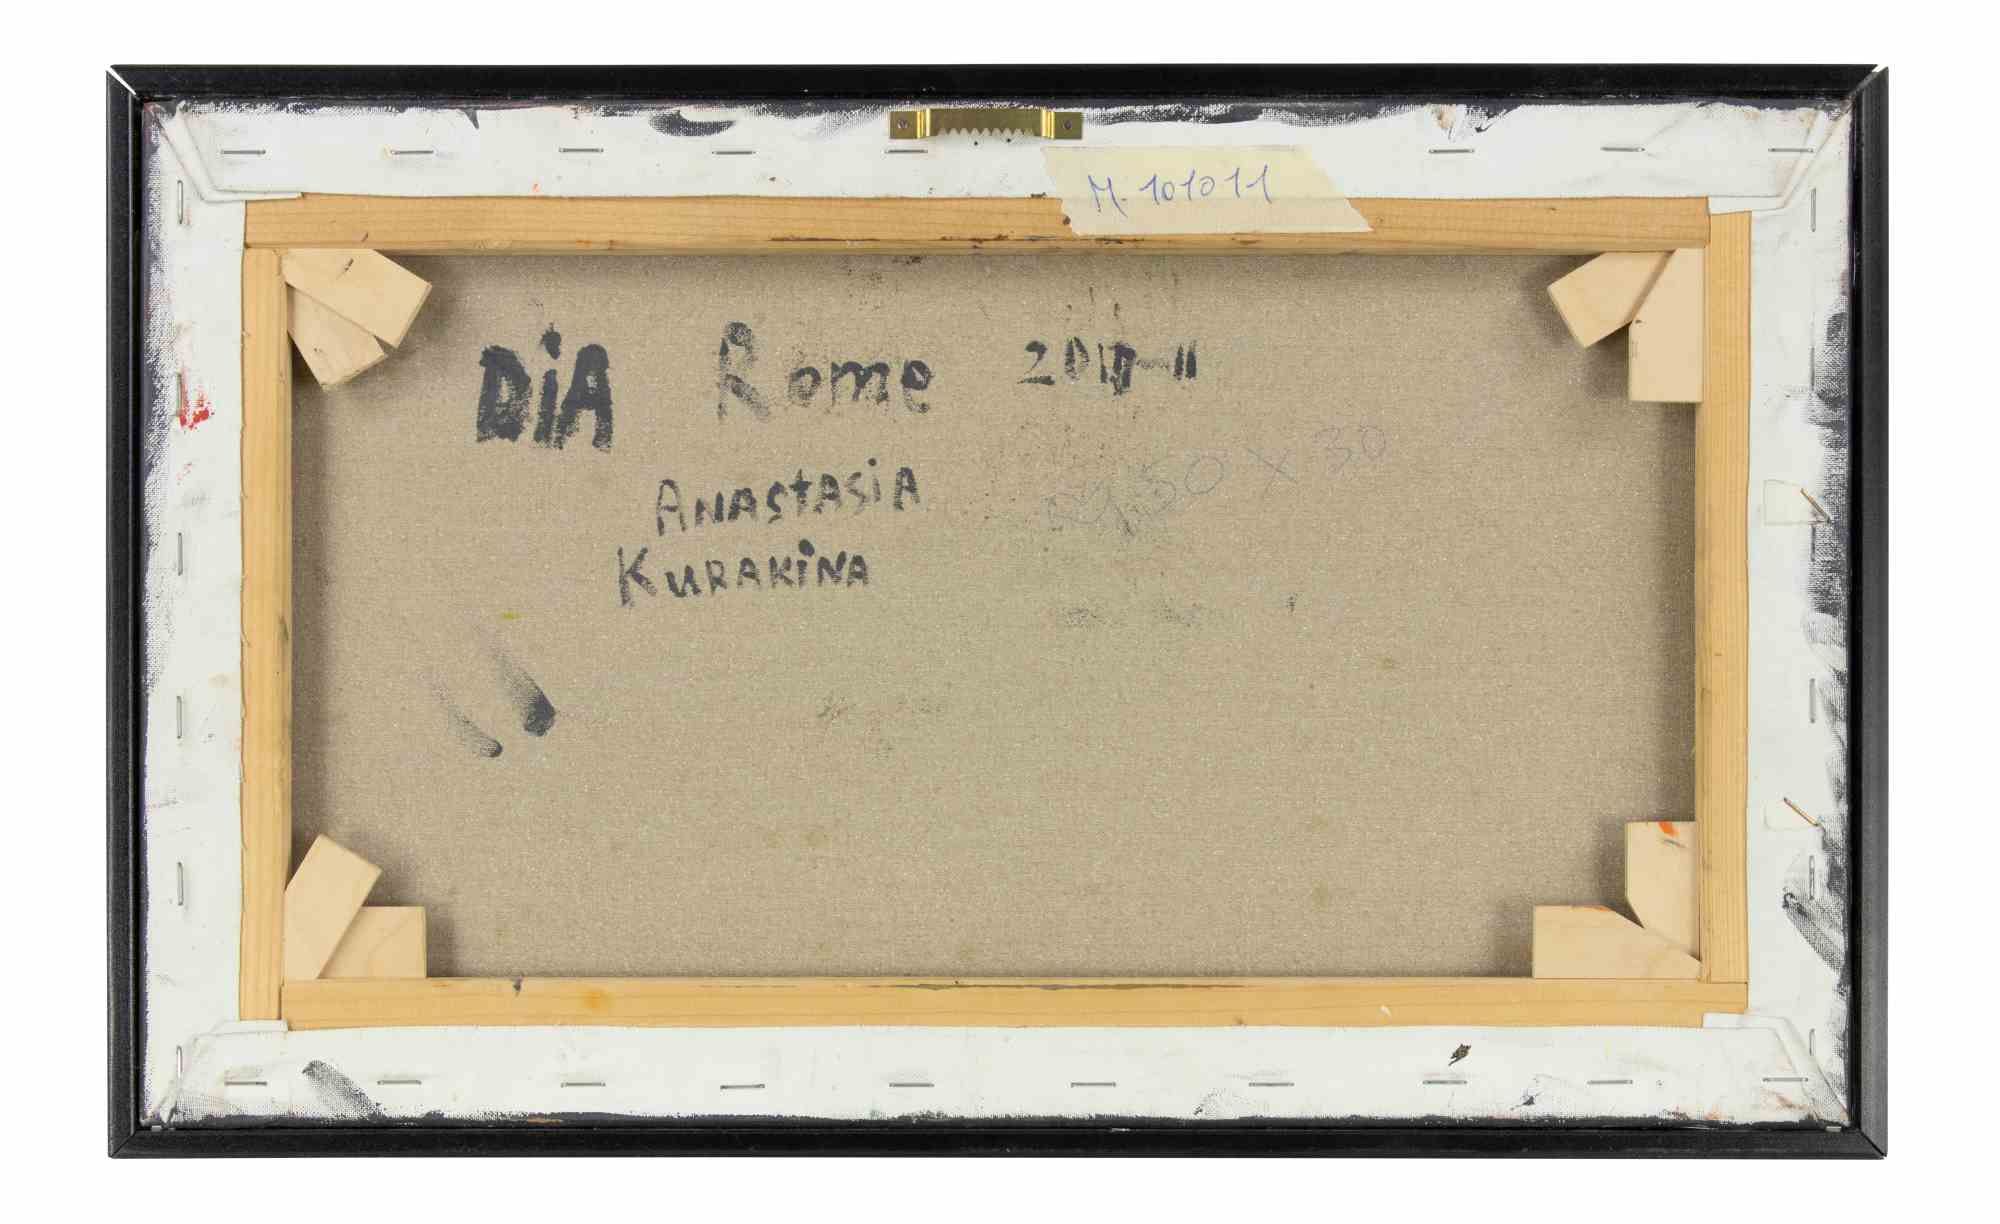 M-101011
DiA Rome
ANAStASiA
50 x 30
KURAKiNA